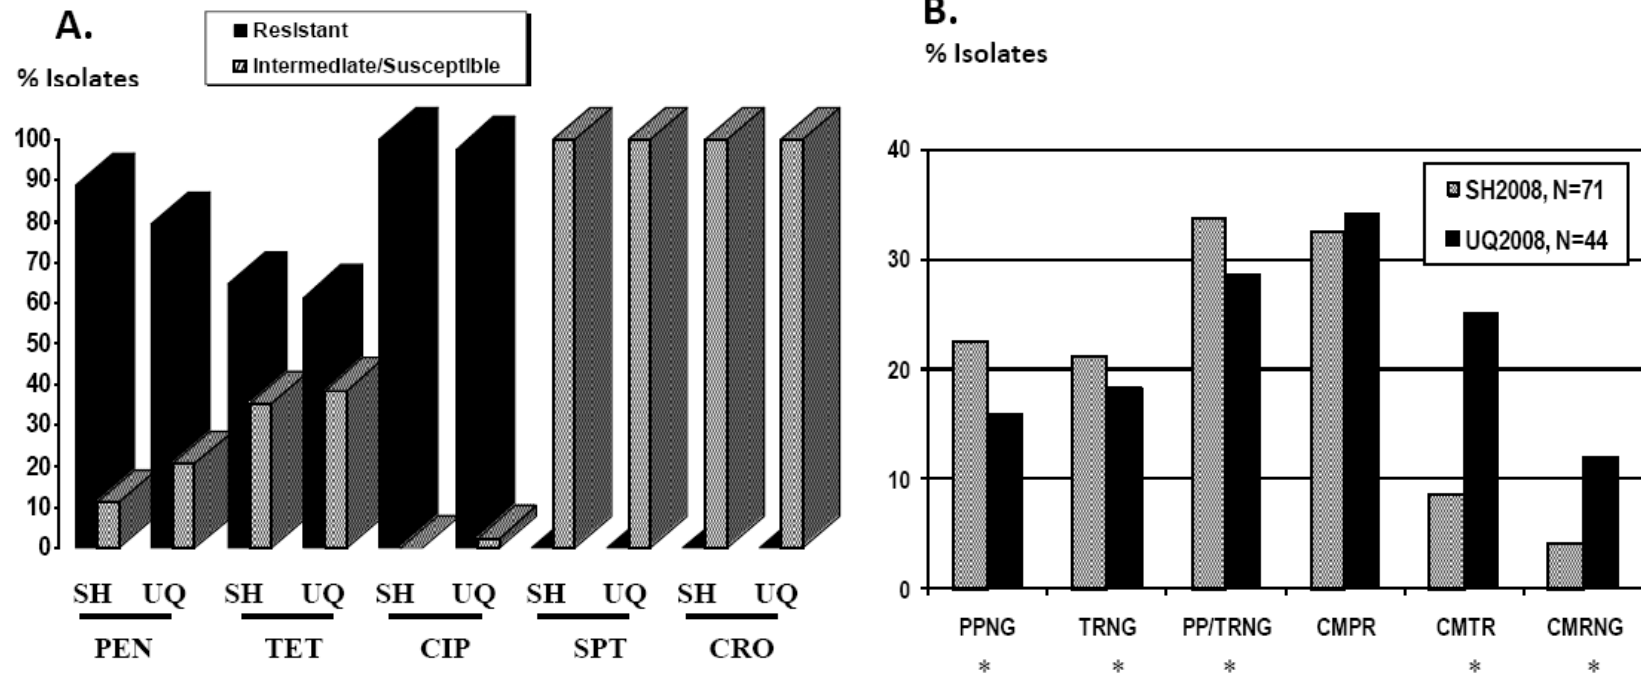 A.
Resistant
Intermediate/Susceptible
% Isolates
100
90
80
70
60
50
40
30
20
10
0
SH UQ SH UQ SH UQ SH UQ SH UQ
PEN TET CIP SPT CRO
B.
% Isolates
40
30
20
10
0
SH2008, N=71
UQ2008, N=44
PPNG TRNG PP/TRNG CMPR CMTR CMRNG
* * * * *